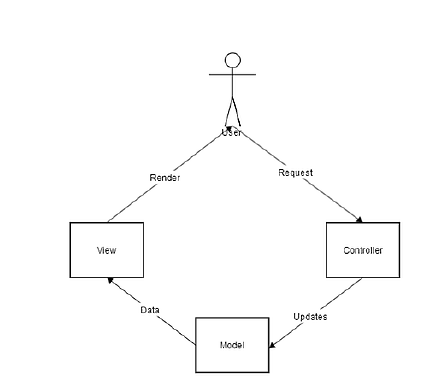 User
Render
Request
View
Controller
Data
Updates
Model